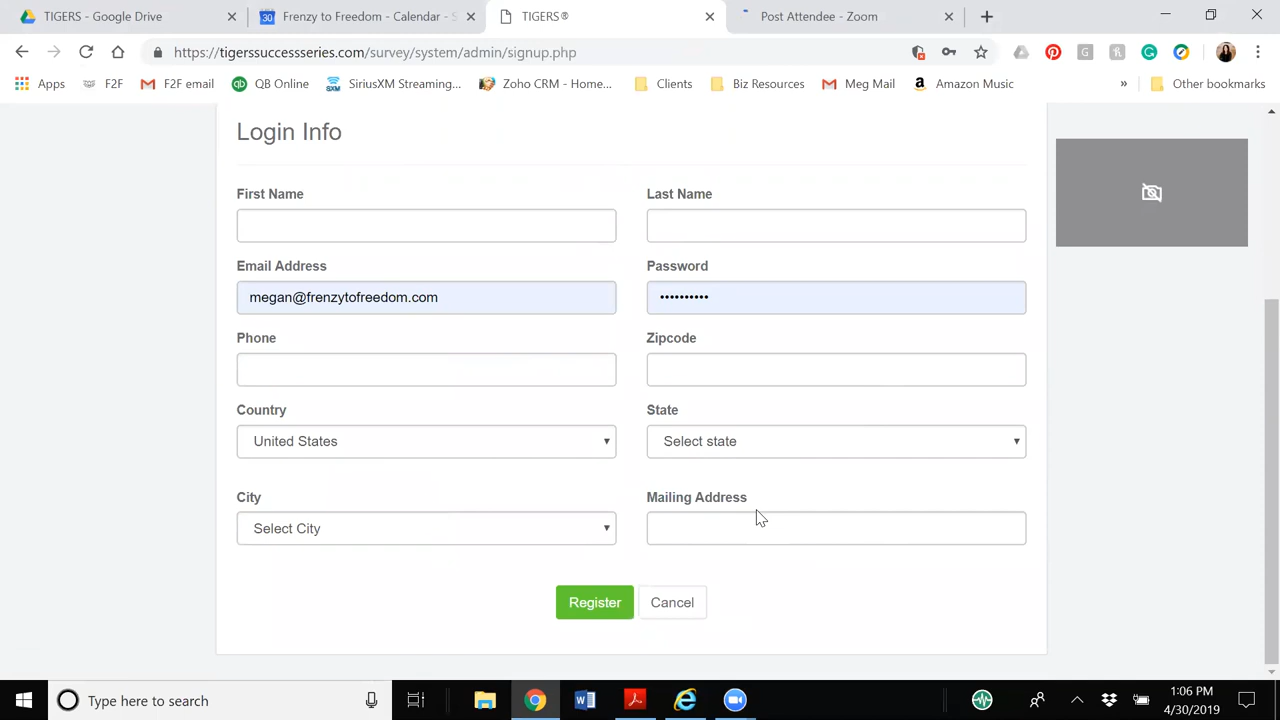 TIGERS - Google Drive
Frenzy to Freedom - Calendar -
TIGERS®
Post Attendee - Zoom
https://tigerssuccessseries.com/survey/system/admin/signup.php
Apps
F2F
F2F email
QB Online
SiriusXM Streaming...
Zoho CRM - Home...
Clients
Biz Resources
Meg Mail
Amazon Music
»
Other bookmarks
Login Info
First Name
Last Name
Email Address
Password
megan@frenzytofreedom.com
••••••••••
Phone
Zipcode
Country
State
United States
Select state
City
Mailing Address
Select City
Register
Cancel
Type here to search
1:06 PM
4/30/2019